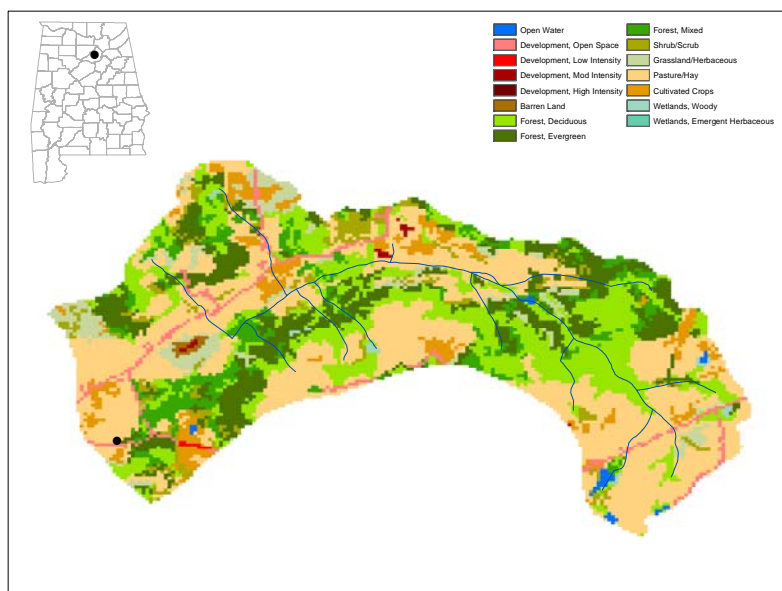 Open Water
Development, Open Space
Development, Low Intensity
Development, Mod Intensity
Development, High Intensity
Barren Land
Forest, Deciduous
Forest, Evergreen
Forest, Mixed
Shrub/Scrub
Grassland/Herbaceous
Pasture/Hay
Cultivated Crops
Wetlands, Woody
Wetlands, Emergent Herbaceous